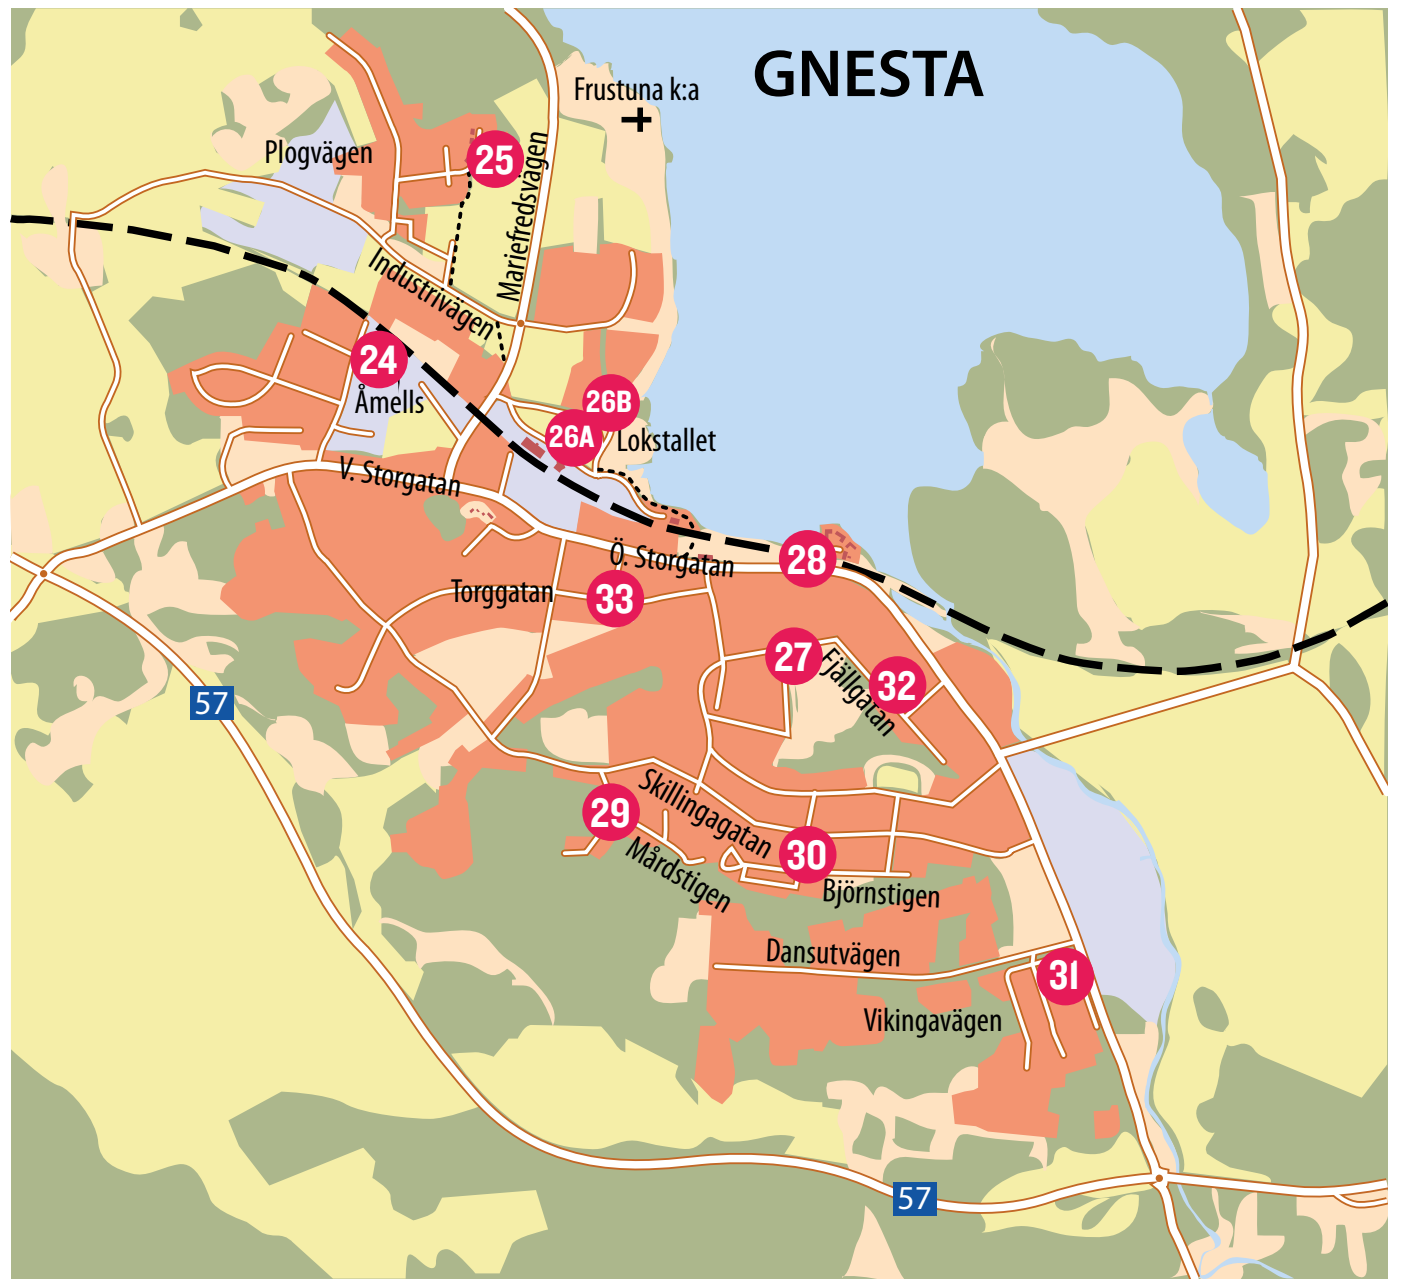 GNESTA
Frustuna k:a
Plogvägen
25
Mariefredsvägen
Industrivägen
24
Åmells
26B
26A
Lokstallet
V. Storgatan
Ö. Storgatan
28
Torggatan
33
27
Fjällgatan
32
57
Skillingagatan
29
Mårdstigen
30
Björnstigen
Dansutvägen
31
Vikingavägen
57